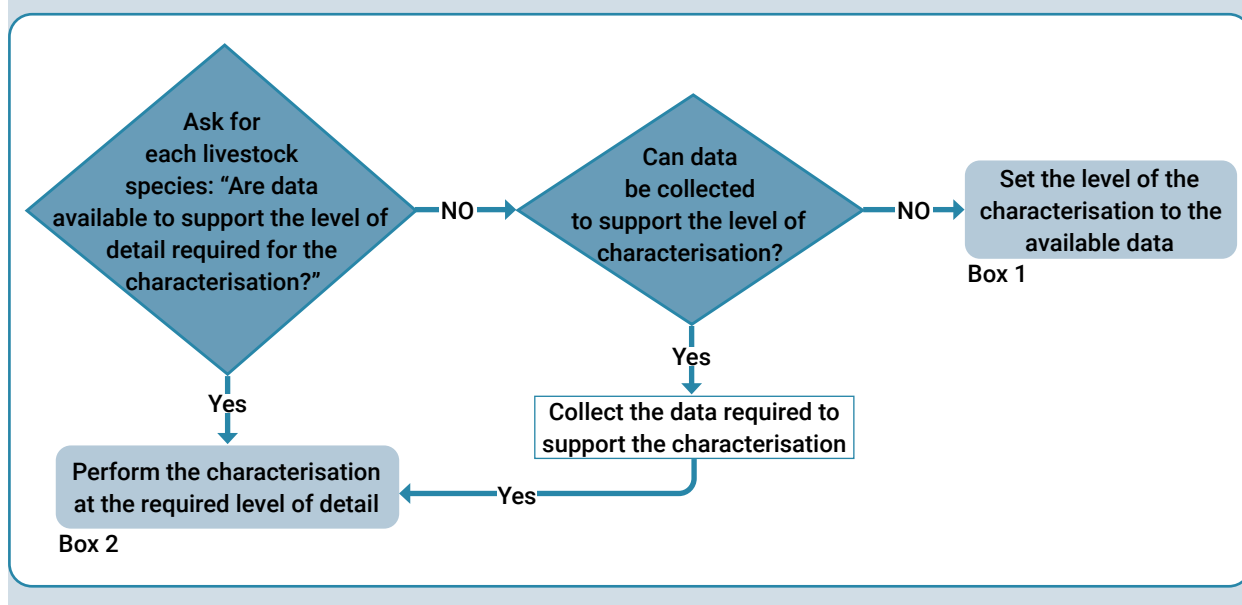 Ask for
each livestock
species: “Are data
available to support the level of
detail required for the
characterisation?”
NO
Can data
be collected
to support the level of
characterisation?
NO
Set the level of the
characterisation to the
available data
Box 1
Yes
Yes
Collect the data required to
support the characterisation
Perform the characterisation
at the required level of detail
Yes
Box 2